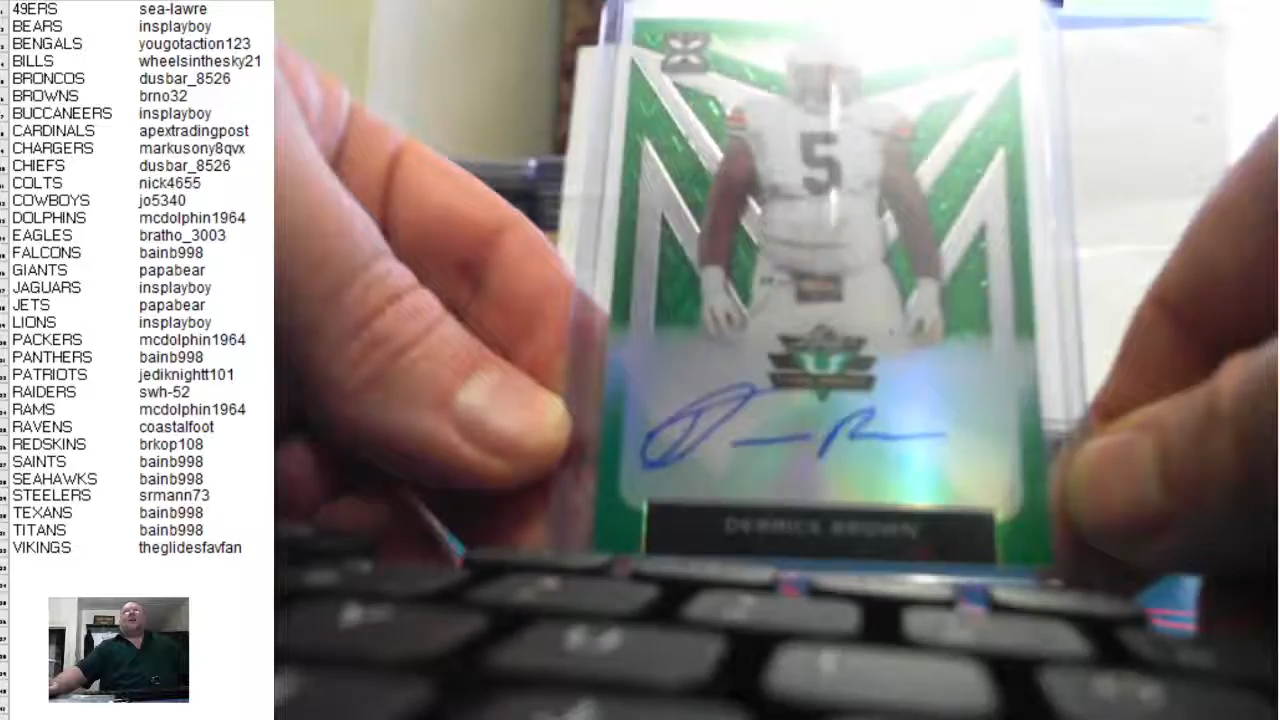 49ERS sea-lawre
BEARS insplayboy
BENGALS yougotaction123
BILLS wheelsinthesky21
BRONCOS dusbar_8526
BROWNS brno32
BUCCANEERS insplayboy
CARDINALS apextradingpost
CHARGERS markusony8qvx
CHIEFS dusbar_8526
COLTS nick4655
COWBOYS jo5340
DOLPHINS mcdolphin1964
EAGLES bratho_3003
FALCONS bainb998
GIANTS papabear
JAGUARS insplayboy
JETS papabear
LIONS insplayboy
PACKERS mcdolphin1964
PANTHERS bainb998
PATRIOTS jediknightt101
RAIDERS swh-52
RAMS mcdolphin1964
RAVENS coastalfoot
REDSKINS brkop108
SAINTS bainb998
SEAHAWKS bainb998
STEELERS srmann73
TEXANS bainb998
TITANS bainb998
VIKINGS theglidesfavfan
5
DERRICK BROWN